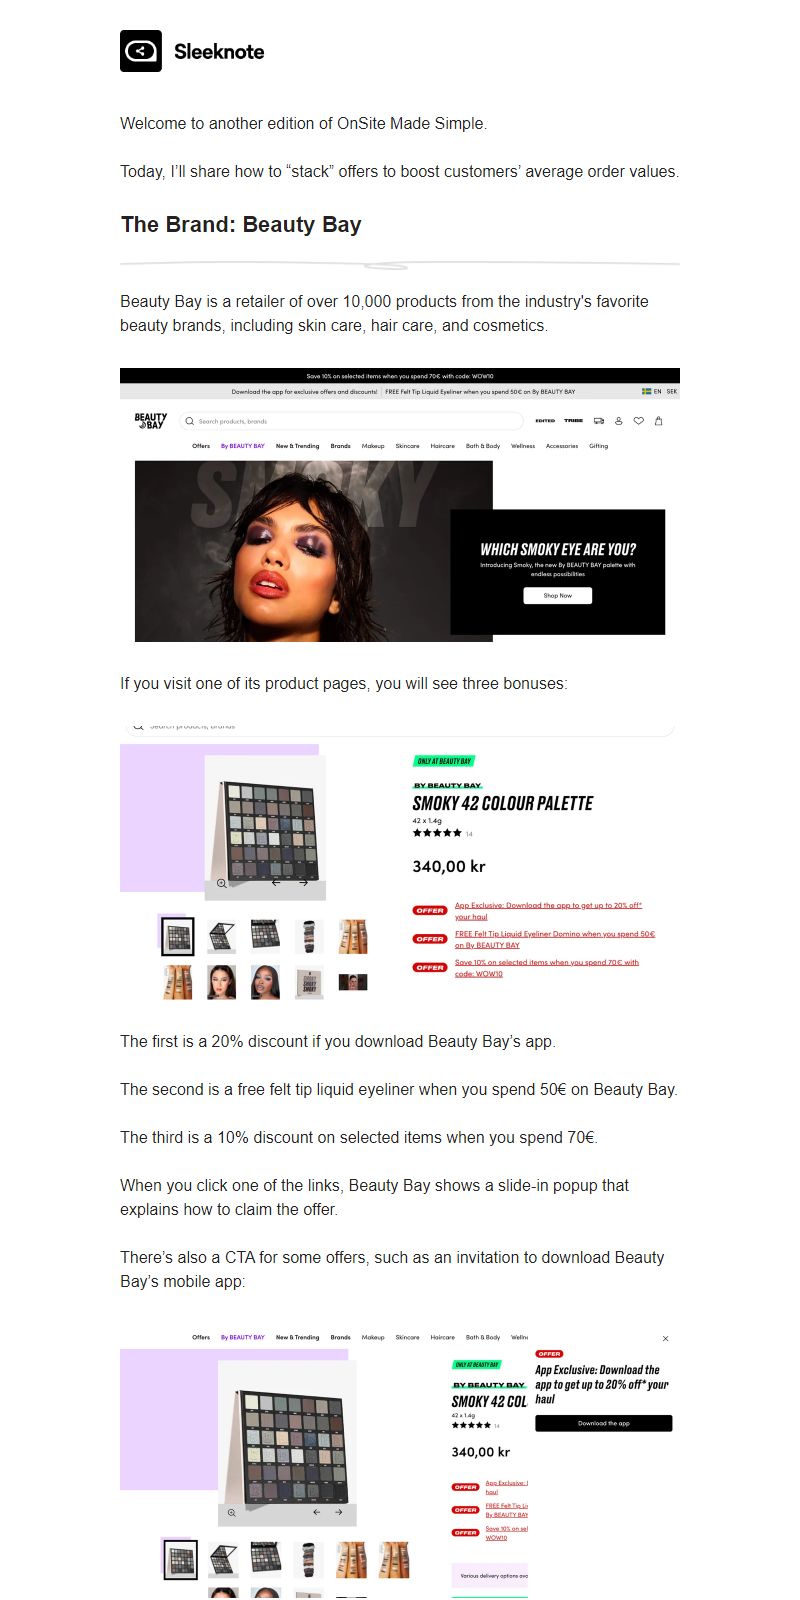 Sleeknote
Welcome to another edition of OnSite Made Simple.
Today, I’ll share how to “stack” offers to boost customers’ average order values.
The Brand: Beauty Bay
Beauty Bay is a retailer of over 10,000 products from the industry's favorite
beauty brands, including skin care, hair care, and cosmetics.
Save 10% on selected items when you spend 70€ with code: WOW10
Download the app for exclusive offers and discounts! FREE Felt Tip Liquid Eyeliner when you spend 50€ on By BEAUTY BAY EN SEK
BEAUTY
BAY
Search products, brands
EDITED TRIBE
Offers By BEAUTY BAY New & Trending Brands Makeup Skincare Haircare Bath & Body Wellness Accessories Gifting
SMOKY
WHICH SMOKY EYE ARE YOU?
Introducing Smoky, the new By BEAUTY BAY palette with
endless possibilities
Shop Now
If you visit one of its product pages, you will see three bonuses:
Search products, brands
ONLY AT BEAUTY BAY
BY BEAUTY BAY
SMOKY 42 COLOUR PALETTE
42 x 1.4g
14
340,00 kr
OFFER App Exclusive: Download the app to get up to 20% off*
your haul
OFFER FREE Felt Tip Liquid Eyeliner Domino when you spend 50€
on By BEAUTY BAY
OFFER Save 10% on selected items when you spend 70€ with
code: WOW10
SMOKY
SMOKY
SMOKY
The first is a 20% discount if you download Beauty Bay’s app.
The second is a free felt tip liquid eyeliner when you spend 50€ on Beauty Bay.
The third is a 10% discount on selected items when you spend 70€.
When you click one of the links, Beauty Bay shows a slide-in popup that
explains how to claim the offer.
There’s also a CTA for some offers, such as an invitation to download Beauty
Bay’s mobile app:
Offers By BEAUTY BAY New & Trending Brands Makeup Skincare Haircare Bath & Body Welln
OFFER
App Exclusive: Download the
app to get up to 20% off* your
haul
Download the app
ONLY AT BEAUTY BAY
BY BEAUTY BAY
SMOKY 42 COL
42 x 1.4g
14
340,00 kr
OFFER App Exclusive:
haul
OFFER FREE Felt Tip Li
By BEAUTY BAY
OFFER Save 10% on sel
WOW10
Various delivery options ava